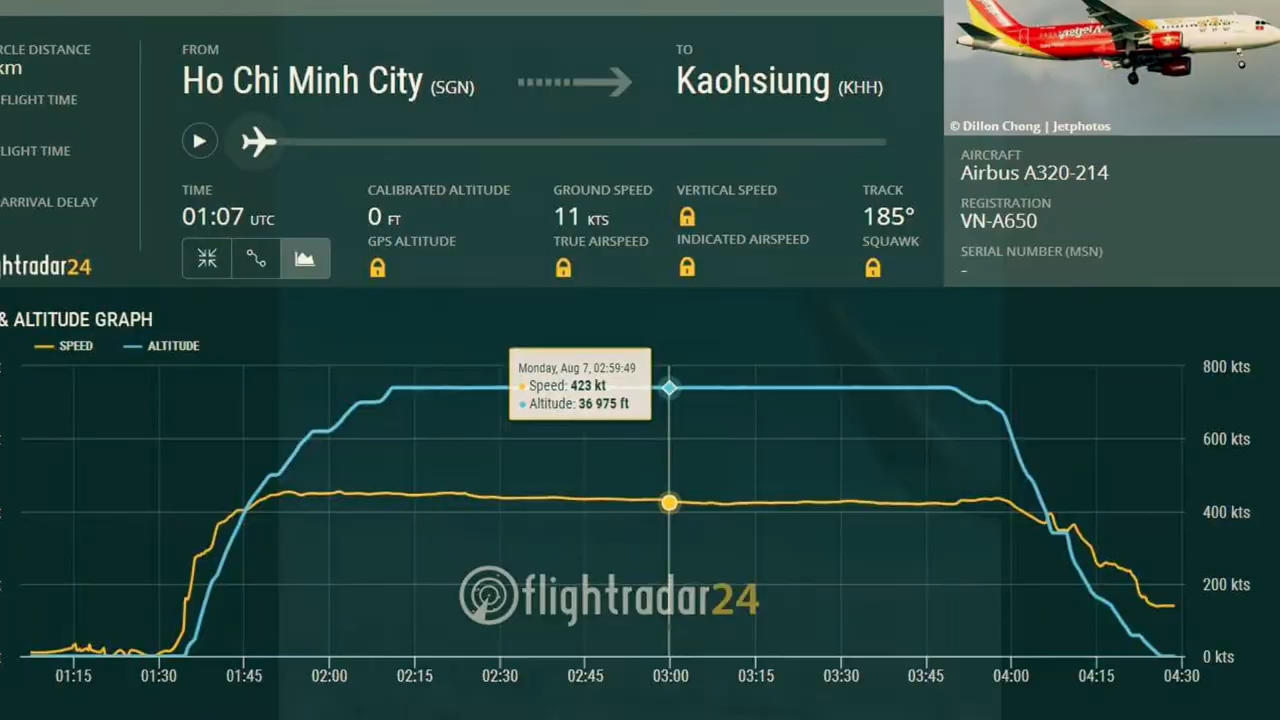 RCLE DISTANCE
km
FLIGHT TIME
LIGHT TIME
ARRIVAL DELAY
htradar24
FROM
Ho Chi Minh City (SGN)
TO
Kaohsiung (KHH)
TIME
01:07 UTC
CALIBRATED ALTITUDE
0 FT
GPS ALTITUDE
GROUND SPEED
11 KTS
TRUE AIRSPEED
VERTICAL SPEED
INDICATED AIRSPEED
TRACK
185°
SQUAWK
© Dillon Chong | Jetphotos
AIRCRAFT
Airbus A320-214
REGISTRATION
VN-A650
SERIAL NUMBER (MSN)
-
& ALTITUDE GRAPH
SPEED
ALTITUDE
Monday, Aug 7, 02:59:49
Speed: 423 kt
Altitude: 36 975 ft
800 kts
600 kts
400 kts
200 kts
0 kts
flightradar24
01:15 01:30 01:45 02:00 02:15 02:30 02:45 03:00 03:15 03:30 03:45 04:00 04:15 04:30